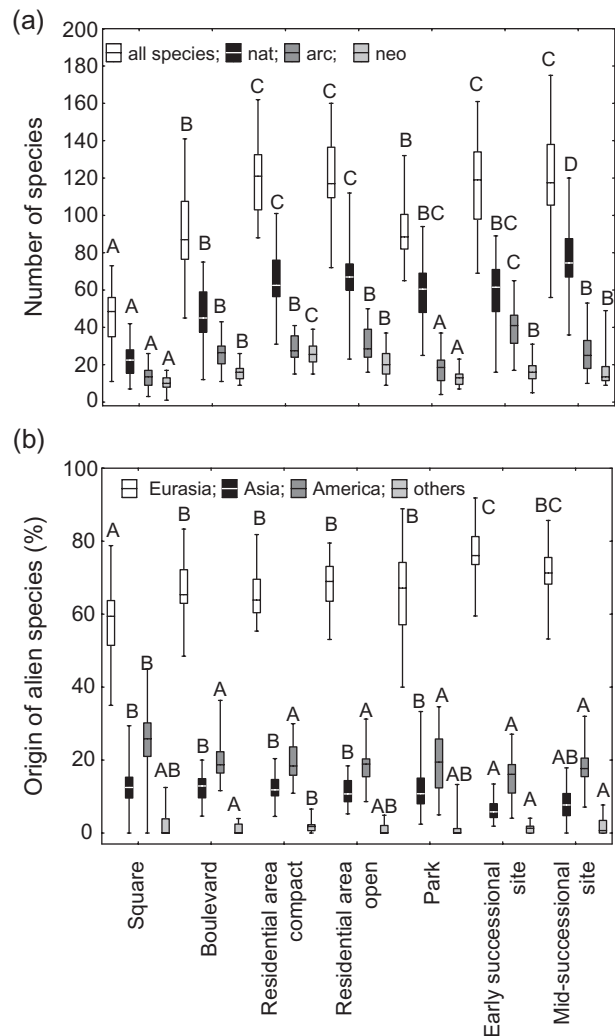 (a)
200
180
160
140
120
100
80
60
40
20
0
Number of species
all species; nat; arc; neo
A A A A
B B B B
C C B C
C C B B
B BC A A
C BC C B
C D B B
(b)
100
80
60
40
20
0
Origin of alien species (%)
Eurasia; Asia; America; others
A B B AB
B B A A
B B A B
B B A AB
B B A AB
C A A A
BC AB A A
Square
Boulevard
Residential area
compact
Residential area
open
Park
Early successional
site
Mid-successional
site